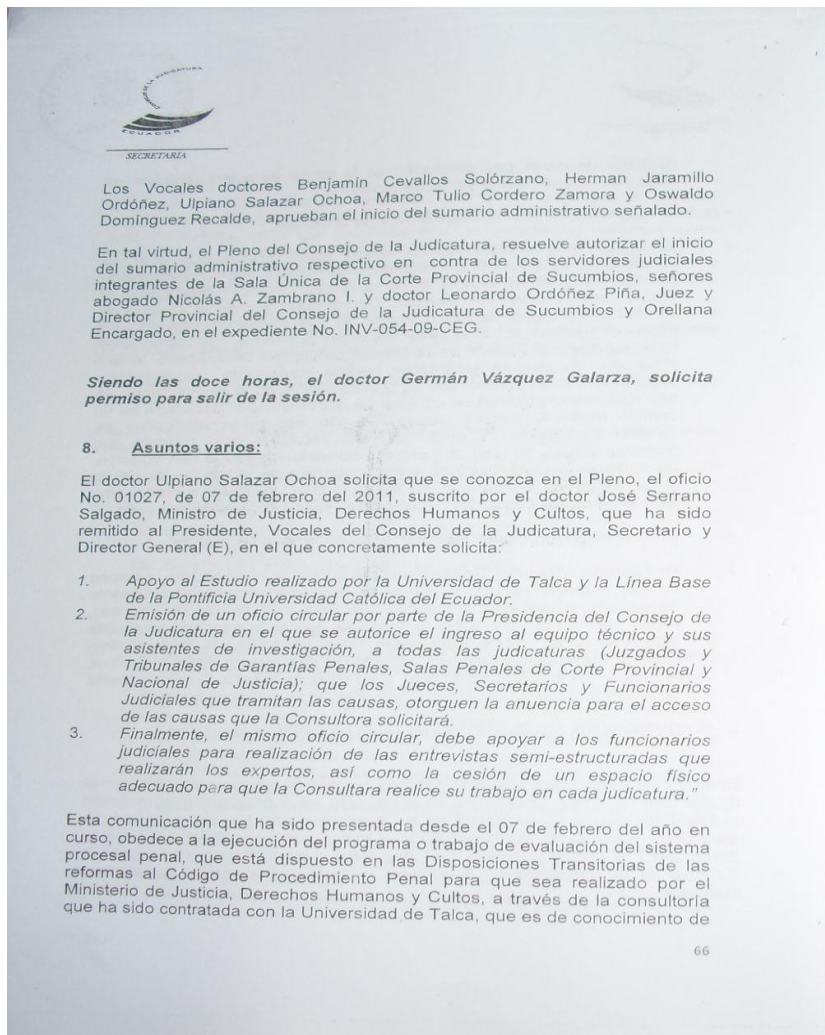 CONSEJO DE LA JUDICATURA
ECUADOR
SECRETARIA
Los Vocales doctores Benjamín Cevallos Solórzano, Herman Jaramillo
Ordóñez, Ulpiano Salazar Ochoa, Marco Tulio Cordero Zamora y Oswaldo
Domínguez Recalde, aprueban el inicio del sumario administrativo señalado.
En tal virtud, el Pleno del Consejo de la Judicatura, resuelve autorizar el inicio
del sumario administrativo respectivo en contra de los servidores judiciales
integrantes de la Sala Única de la Corte Provincial de Sucumbios, señores
abogado Nicolás A. Zambrano I. y doctor Leonardo Ordóñez Piña, Juez y
Director Provincial del Consejo de la Judicatura de Sucumbios y Orellana
Encargado, en el expediente No. INV-054-09-CEG.
Siendo las doce horas, el doctor Germán Vázquez Galarza, solicita
permiso para salir de la sesión.
8. Asuntos varios:
El doctor Ulpiano Salazar Ochoa solicita que se conozca en el Pleno, el oficio
No. 01027, de 07 de febrero del 2011, suscrito por el doctor José Serrano
Salgado, Ministro de Justicia, Derechos Humanos y Cultos, que ha sido
remitido al Presidente, Vocales del Consejo de la Judicatura, Secretario y
Director General (E), en el que concretamente solicita:
1. Apoyo al Estudio realizado por la Universidad de Talca y la Línea Base
de la Pontificia Universidad Católica del Ecuador.
2. Emisión de un oficio circular por parte de la Presidencia del Consejo de
la Judicatura en el que se autorice el ingreso al equipo técnico y sus
asistentes de investigación, a todas las judicaturas (Juzgados y
Tribunales de Garantías Penales, Salas Penales de Corte Provincial y
Nacional de Justicia); que los Jueces, Secretarios y Funcionarios
Judiciales que tramitan las causas, otorguen la anuencia para el acceso
de las causas que la Consultora solicitará.
3. Finalmente, el mismo oficio circular, debe apoyar a los funcionarios
judiciales para realización de las entrevistas semi-estructuradas que
realizarán los expertos, así como la cesión de un espacio físico
adecuado para que la Consultara realice su trabajo en cada judicatura."
Esta comunicación que ha sido presentada desde el 07 de febrero del año en
curso, obedece a la ejecución del programa o trabajo de evaluación del sistema
procesal penal, que está dispuesto en las Disposiciones Transitorias de las
reformas al Código de Procedimiento Penal para que sea realizado por el
Ministerio de Justicia, Derechos Humanos y Cultos, a través de la consultoría
que ha sido contratada con la Universidad de Talca, que es de conocimiento de
66